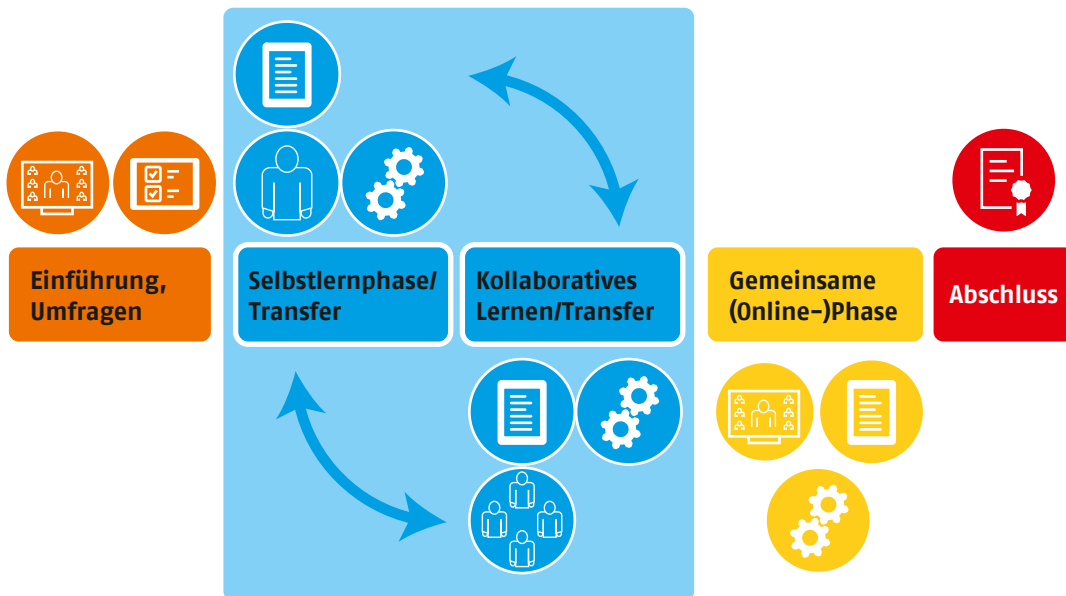 Einführung,
Umfragen
Selbstlernphase/
Transfer
Kollaboratives
Lernen/Transfer
Gemeinsame
(Online-)Phase
Abschluss